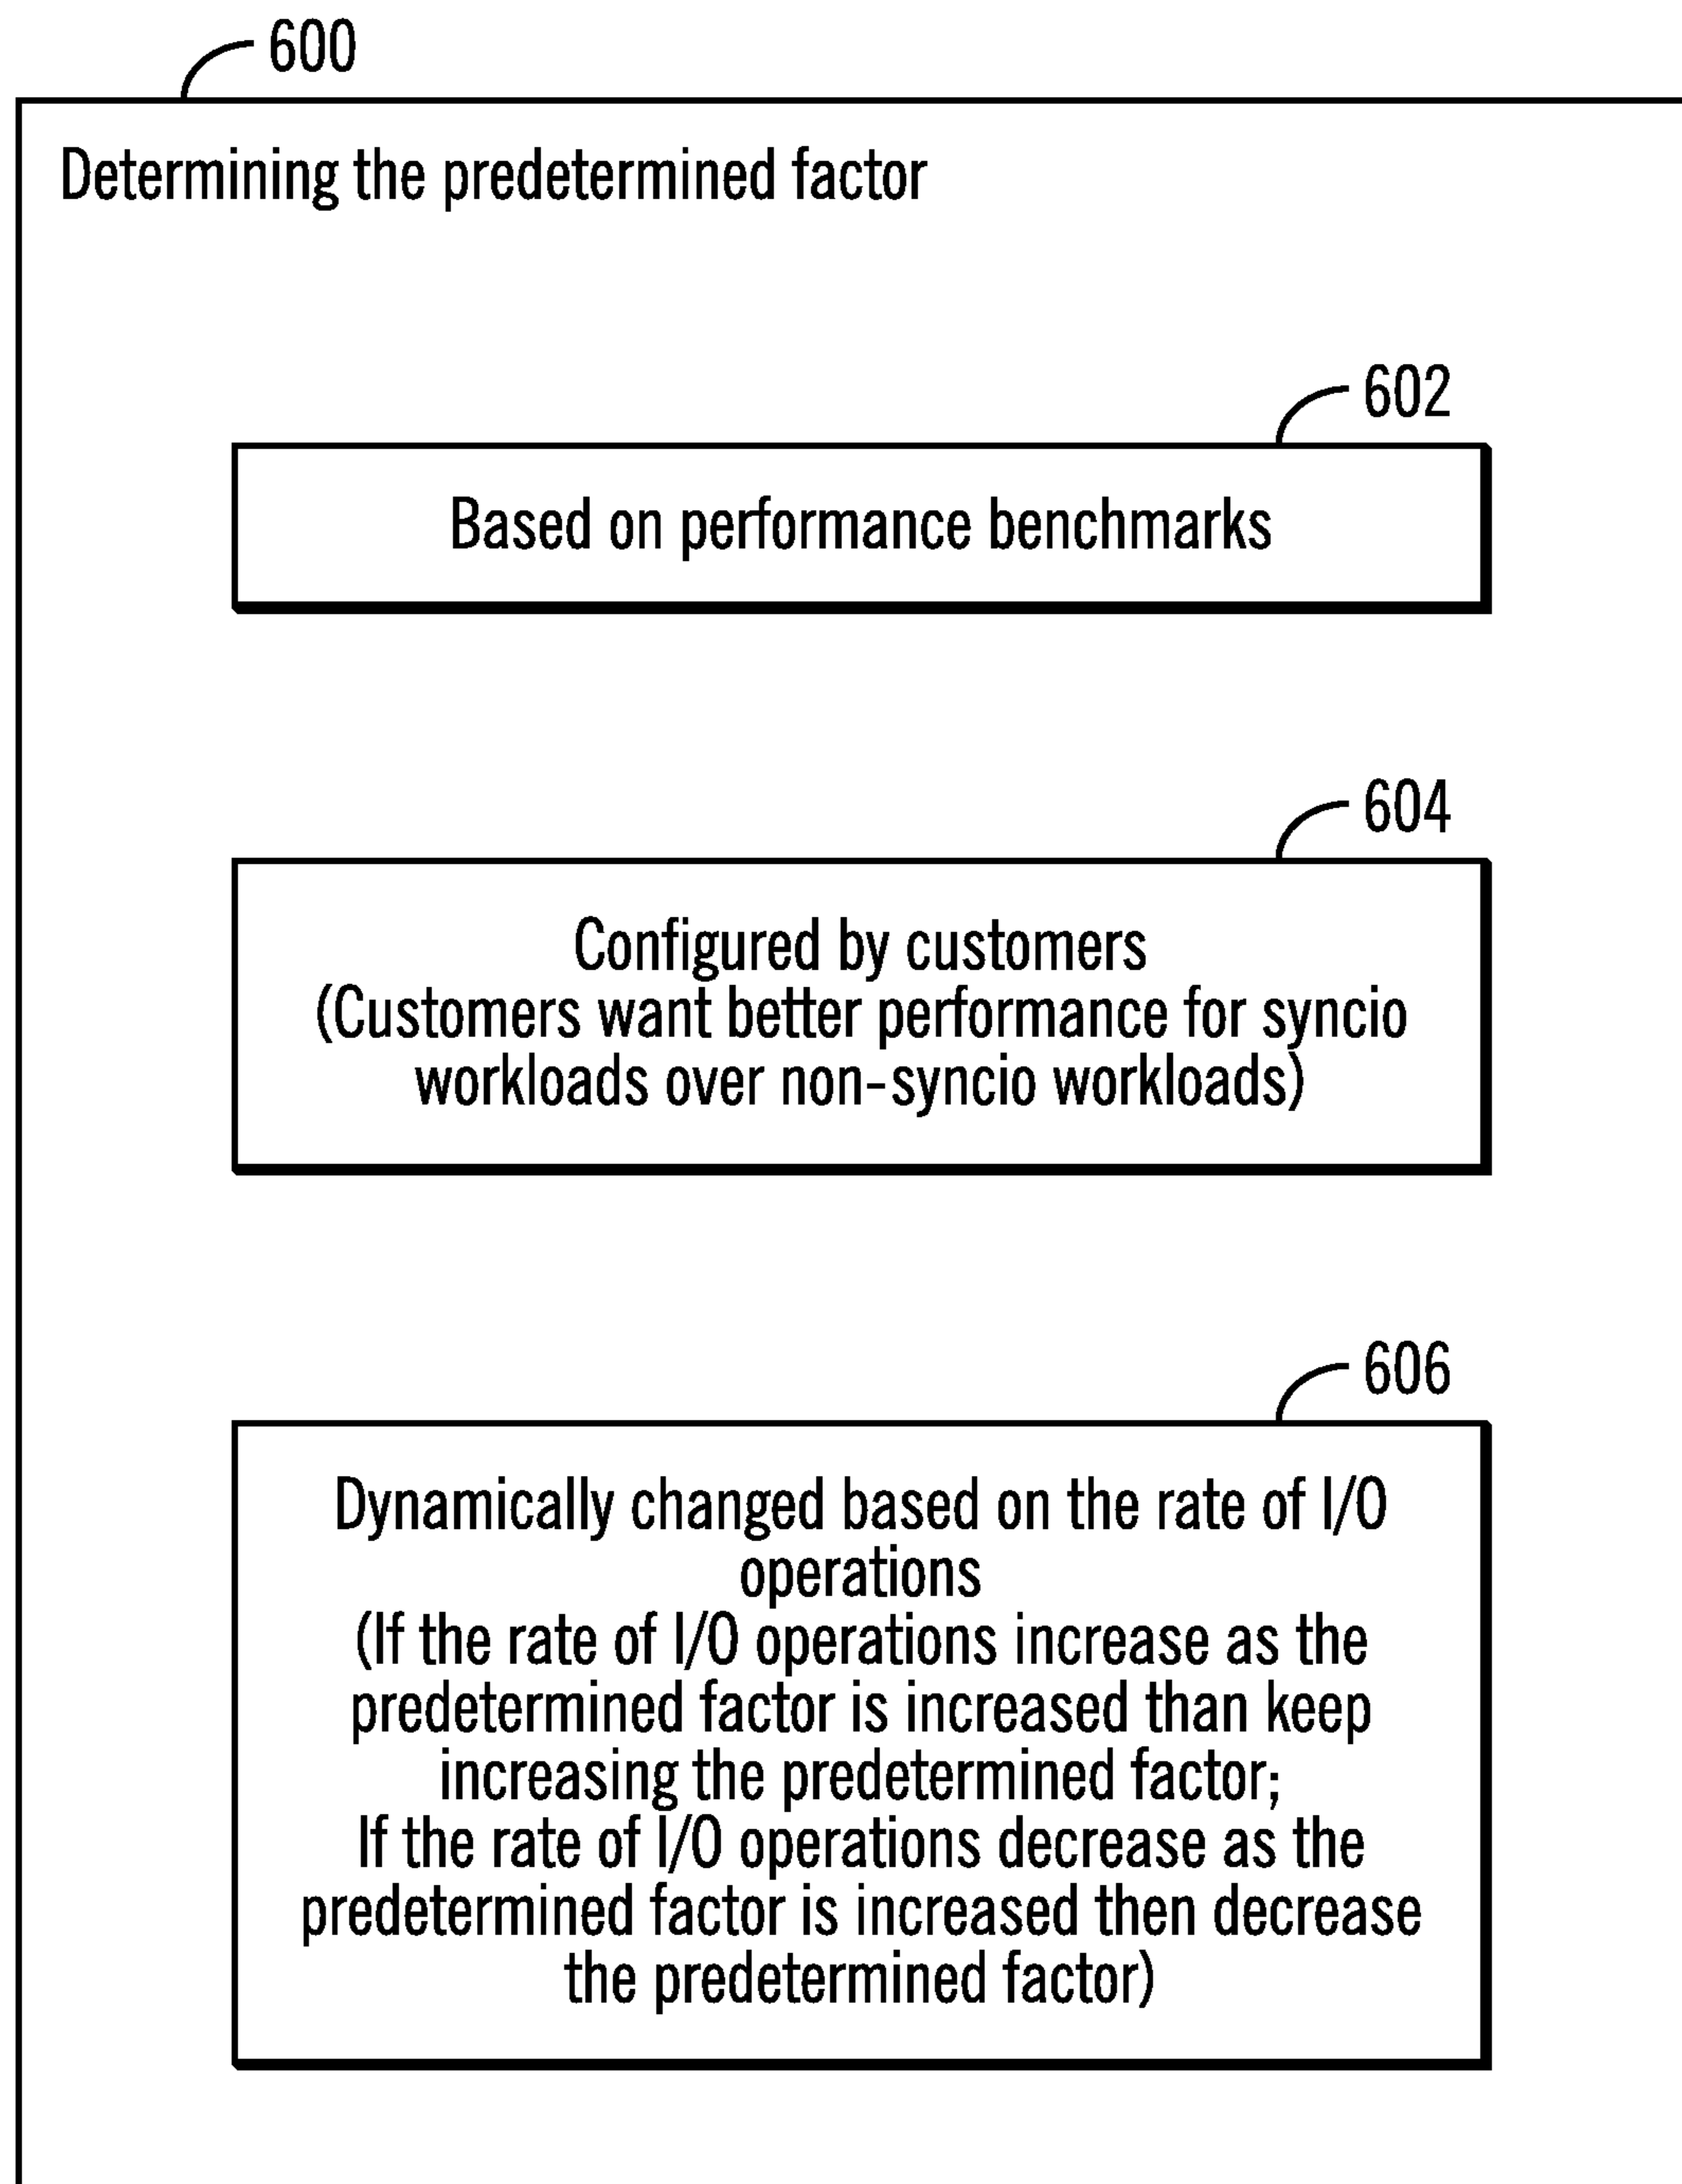 600
Determining the predetermined factor
602
Based on performance benchmarks
604
Configured by customers
(Customers want better performance for syncio
workloads over non-syncio workloads)
606
Dynamically changed based on the rate of I/O
operations
(If the rate of I/O operations increase as the
predetermined factor is increased than keep
increasing the predetermined factor;
If the rate of I/O operations decrease as the
predetermined factor is increased then decrease
the predetermined factor)